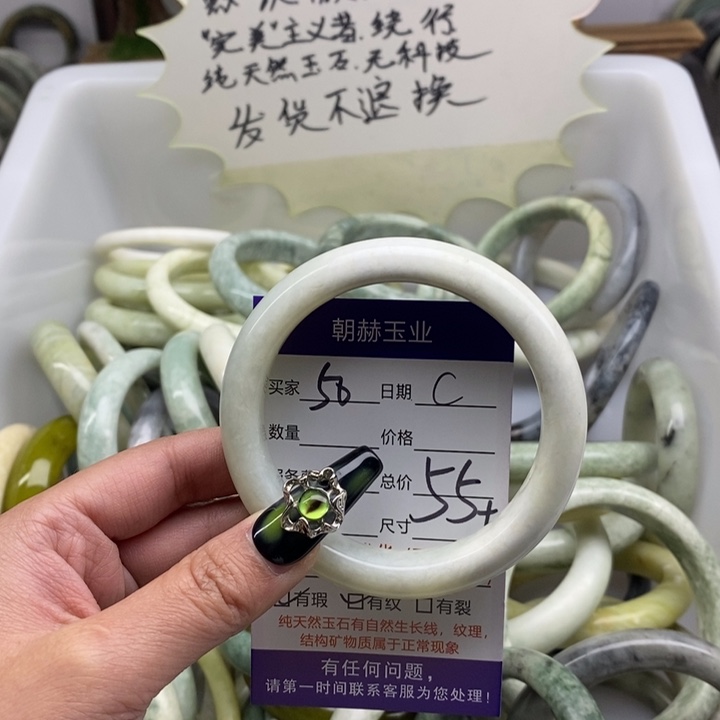 "完美"主义者.绕行
纯天然玉石.无科技
发货不退换
朝赫玉业
买家 56 日期 C
数量 价格
总价 55+
尺寸
☑有瑕 ☑有纹 ☐有裂
纯天然玉石有自然生长线，纹理，
结构矿物质属于正常现象
有任何问题，
请第一时间联系客服为您处理！